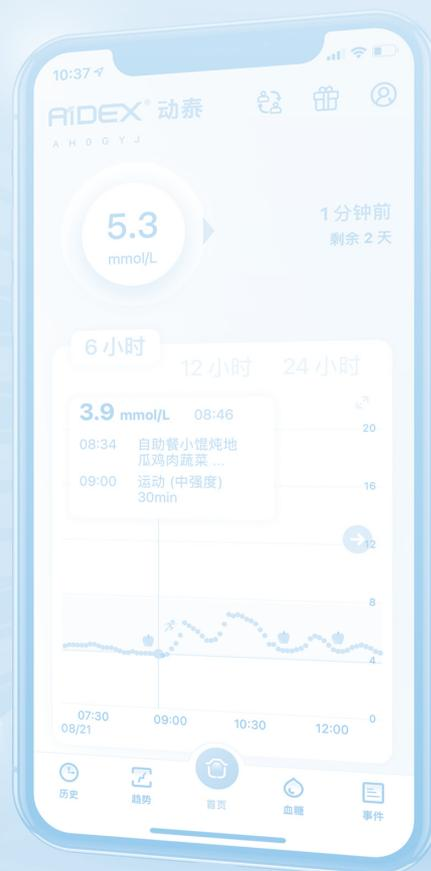 10:37
AiDEX® 动泰
AH0GYJ
5.3
mmol/L
1 分钟前
剩余 2 天
6 小时
12 小时
24 小时
3.9 mmol/L 08:46
08:34 自助餐小馄炖地
瓜鸡肉蔬菜 ...
09:00 运动 (中强度)
30min
20
16
12
8
4
0
07:30 09:00 10:30 12:00
08/21
历史 趋势 首页 血糖 事件